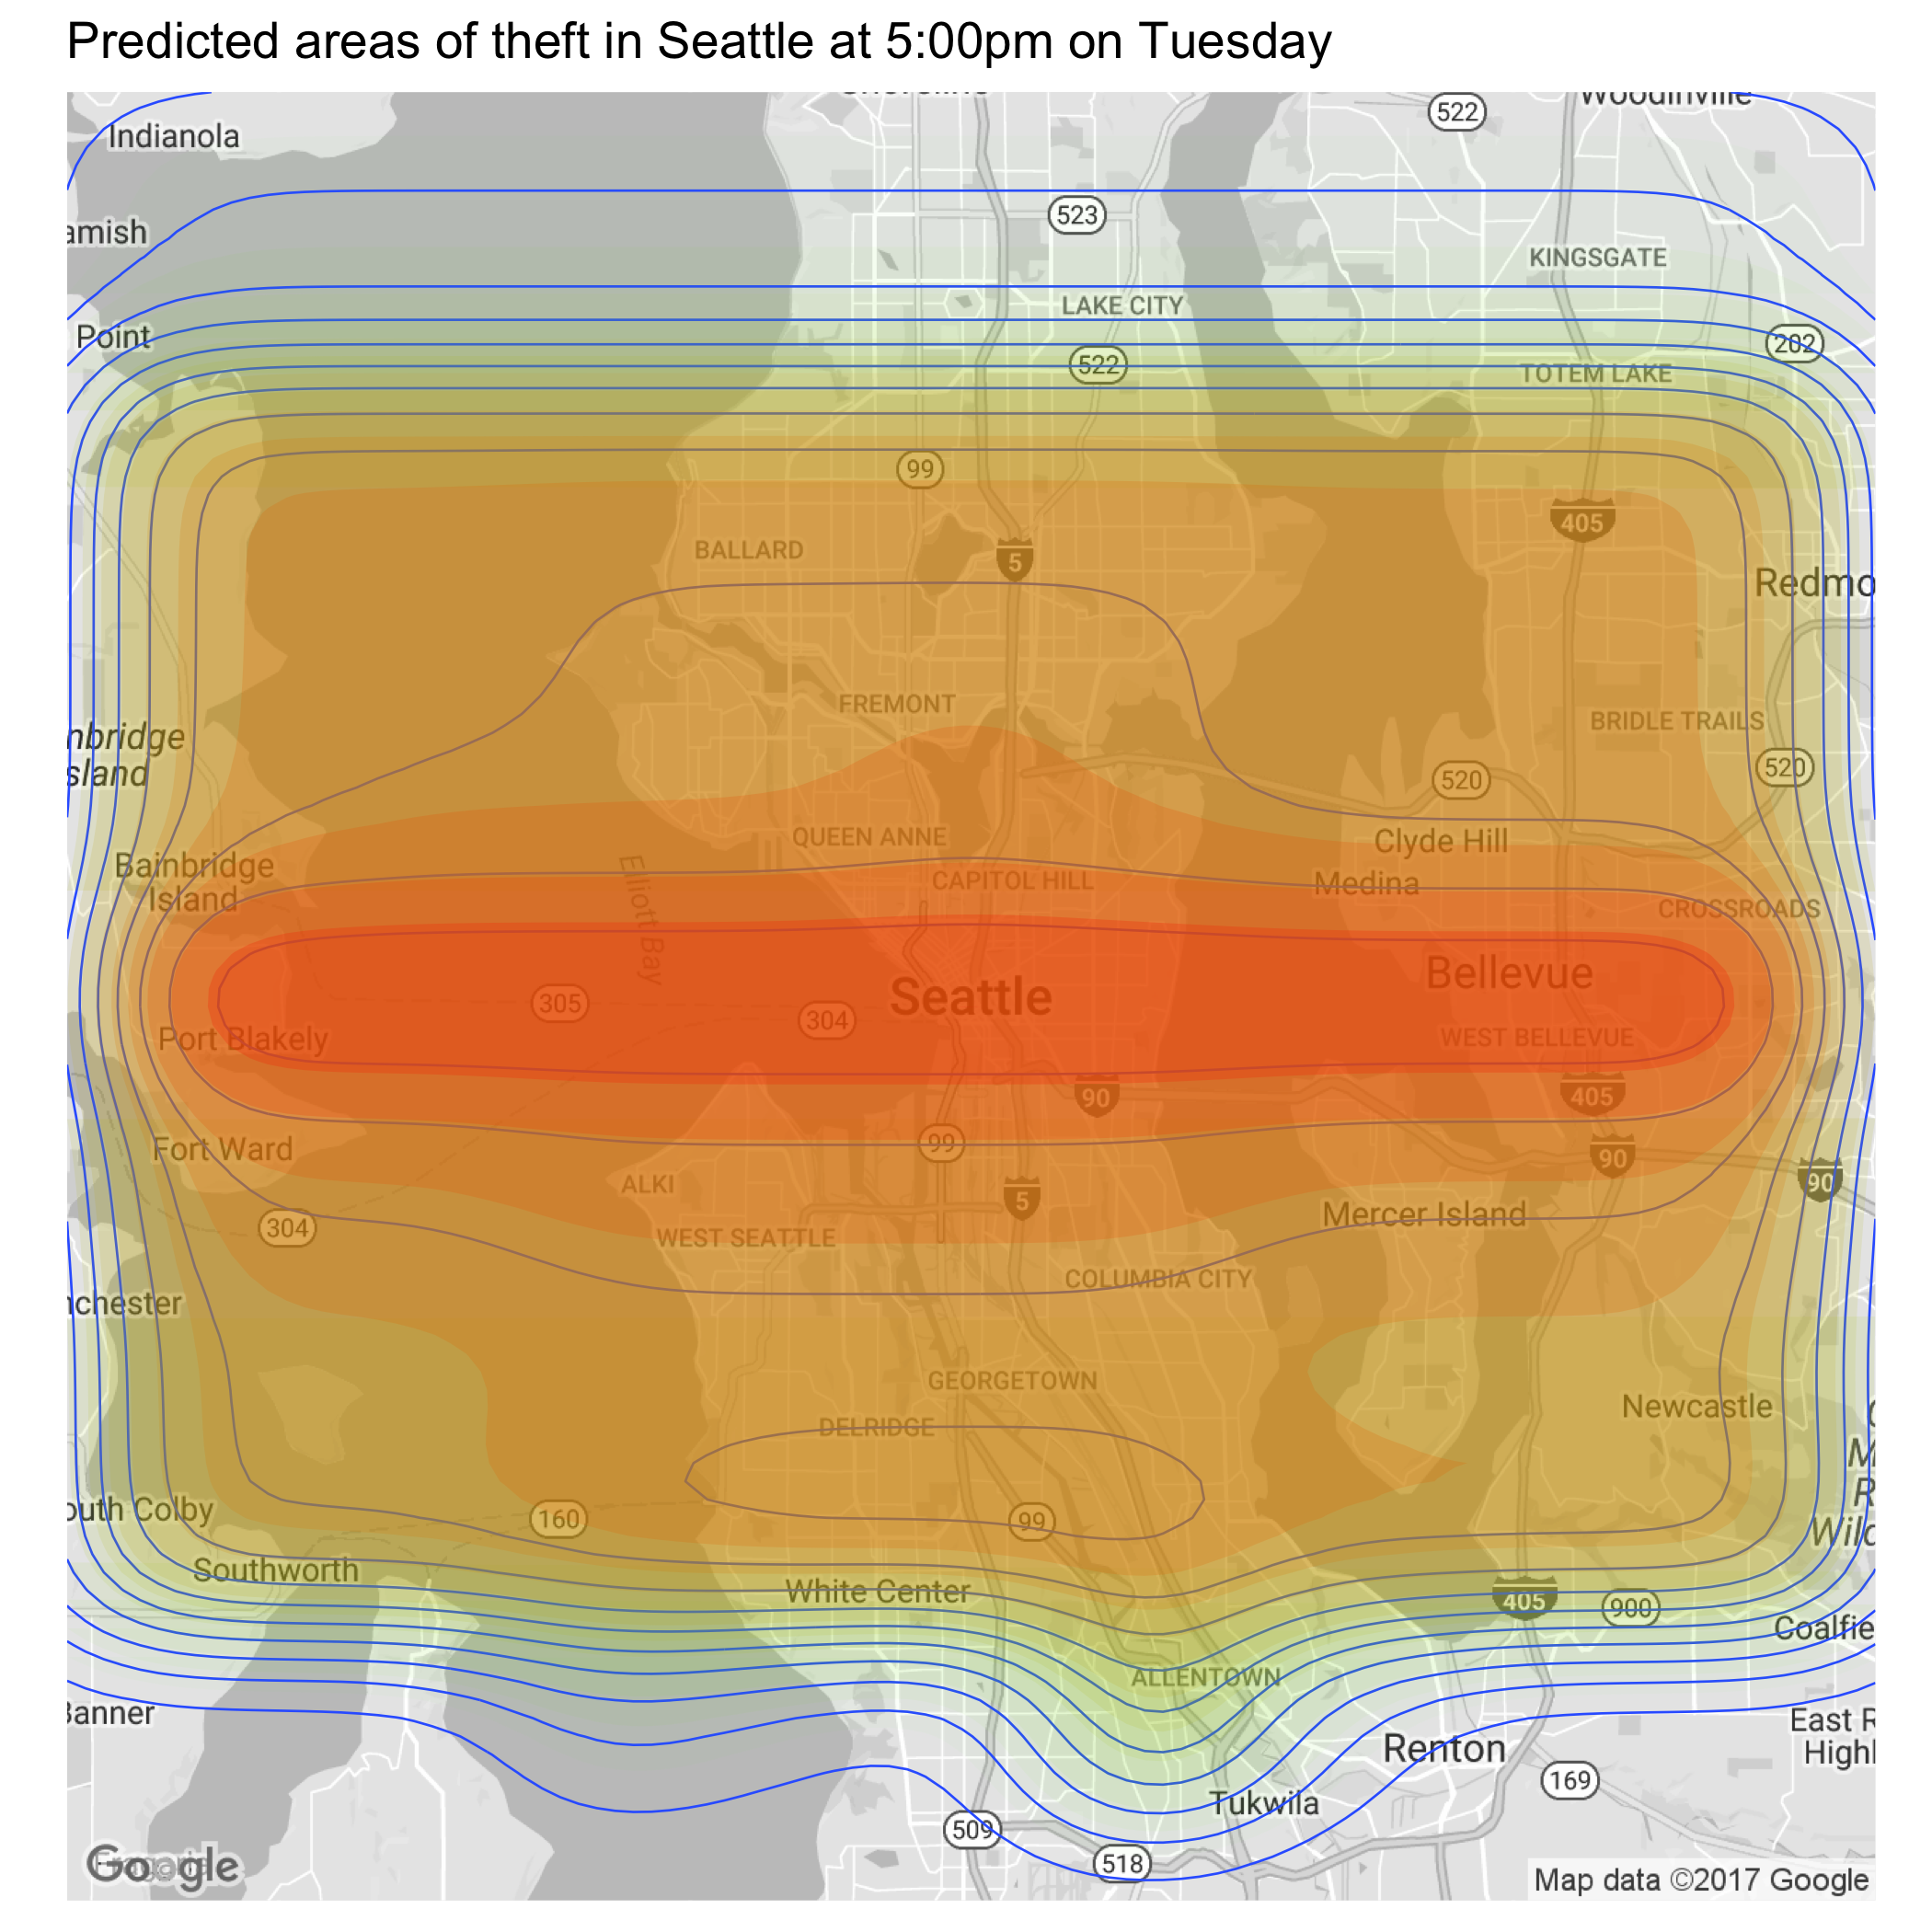 Predicted areas of theft in Seattle at 5:00pm on Tuesday
Woodinville
522
Indianola
523
amish
KINGSGATE
LAKE CITY
Point
202
522
TOTEM LAKE
99
405
BALLARD
5
Redmo
FREMONT
BRIDLE TRAILS
nbridge
sland
520
520
QUEEN ANNE
Clyde Hill
Bainbridge
Island
Elliott Bay
CAPITOL HILL
Medina
CROSSROADS
Seattle
Bellevue
305
304
Port Blakely
WEST BELLEVUE
90
405
99
Fort Ward
90
90
ALKI
5
304
WEST SEATTLE
Mercer Island
COLUMBIA CITY
nchester
GEORGETOWN
Newcastle
DELRIDGE
M
R
Wild
outh Colby
160
99
Southworth
White Center
405
900
Coalfie
ALLENTOWN
Banner
East R
Highl
Renton
169
Tukwila
509
518
Google
Map data ©2017 Google